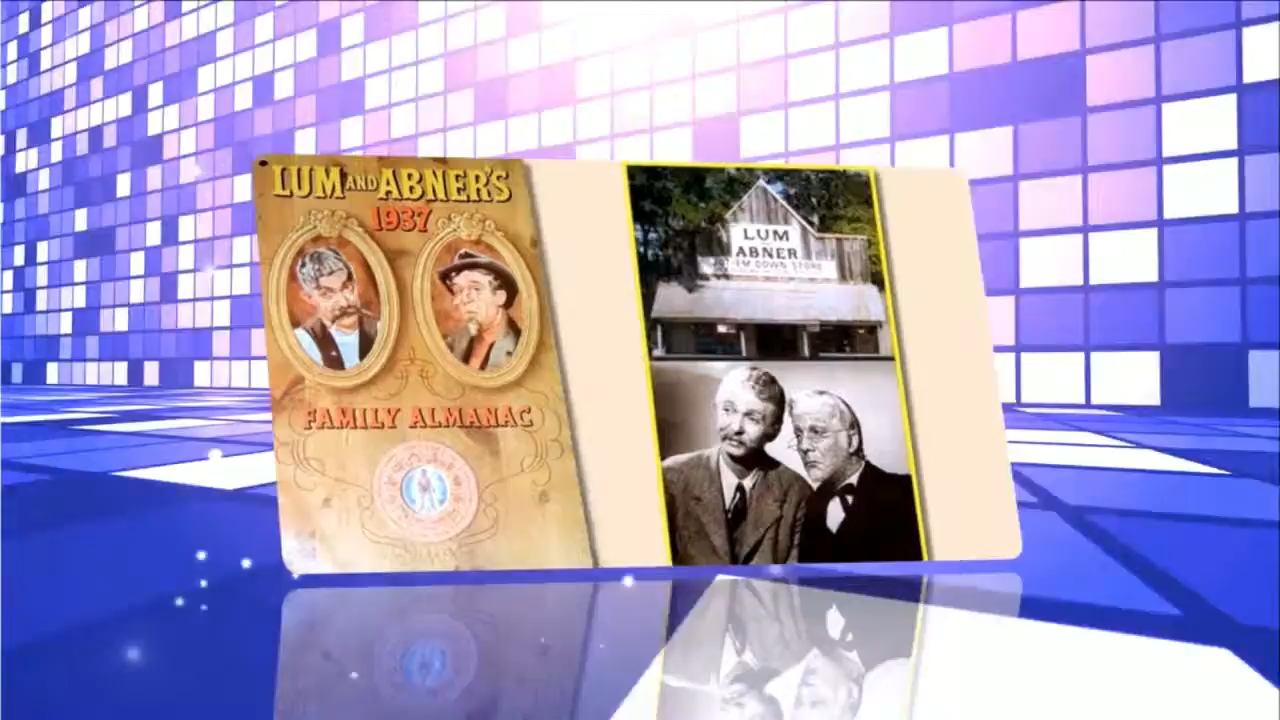 LUM AND ABNER'S
1937
FAMILY ALMANAC
LUM
ABNER
JOT-EM DOWN STORE